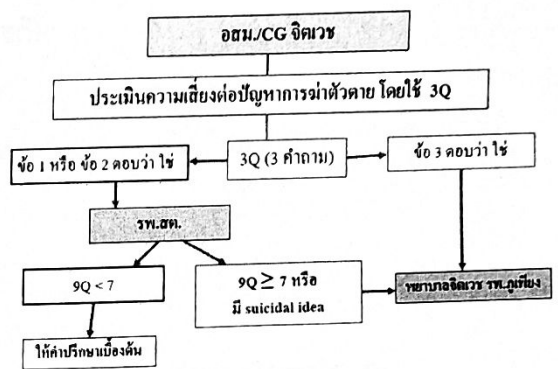 อสม./CG จิตเวช
ประเมินความเสี่ยงต่อปัญหาการฆ่าตัวตาย โดยใช้ 3Q
ข้อ 1 หรือ ข้อ 2 ตอบว่า ใช่
3Q (3 คำถาม)
ข้อ 3 ตอบว่า ใช่
รพ.สต.
9Q < 7
9Q ≥ 7 หรือ
มี suicidal idea
พยาบาลจิตเวช รพ.ภูเพียง
ให้คำปรึกษาเบื้องต้น